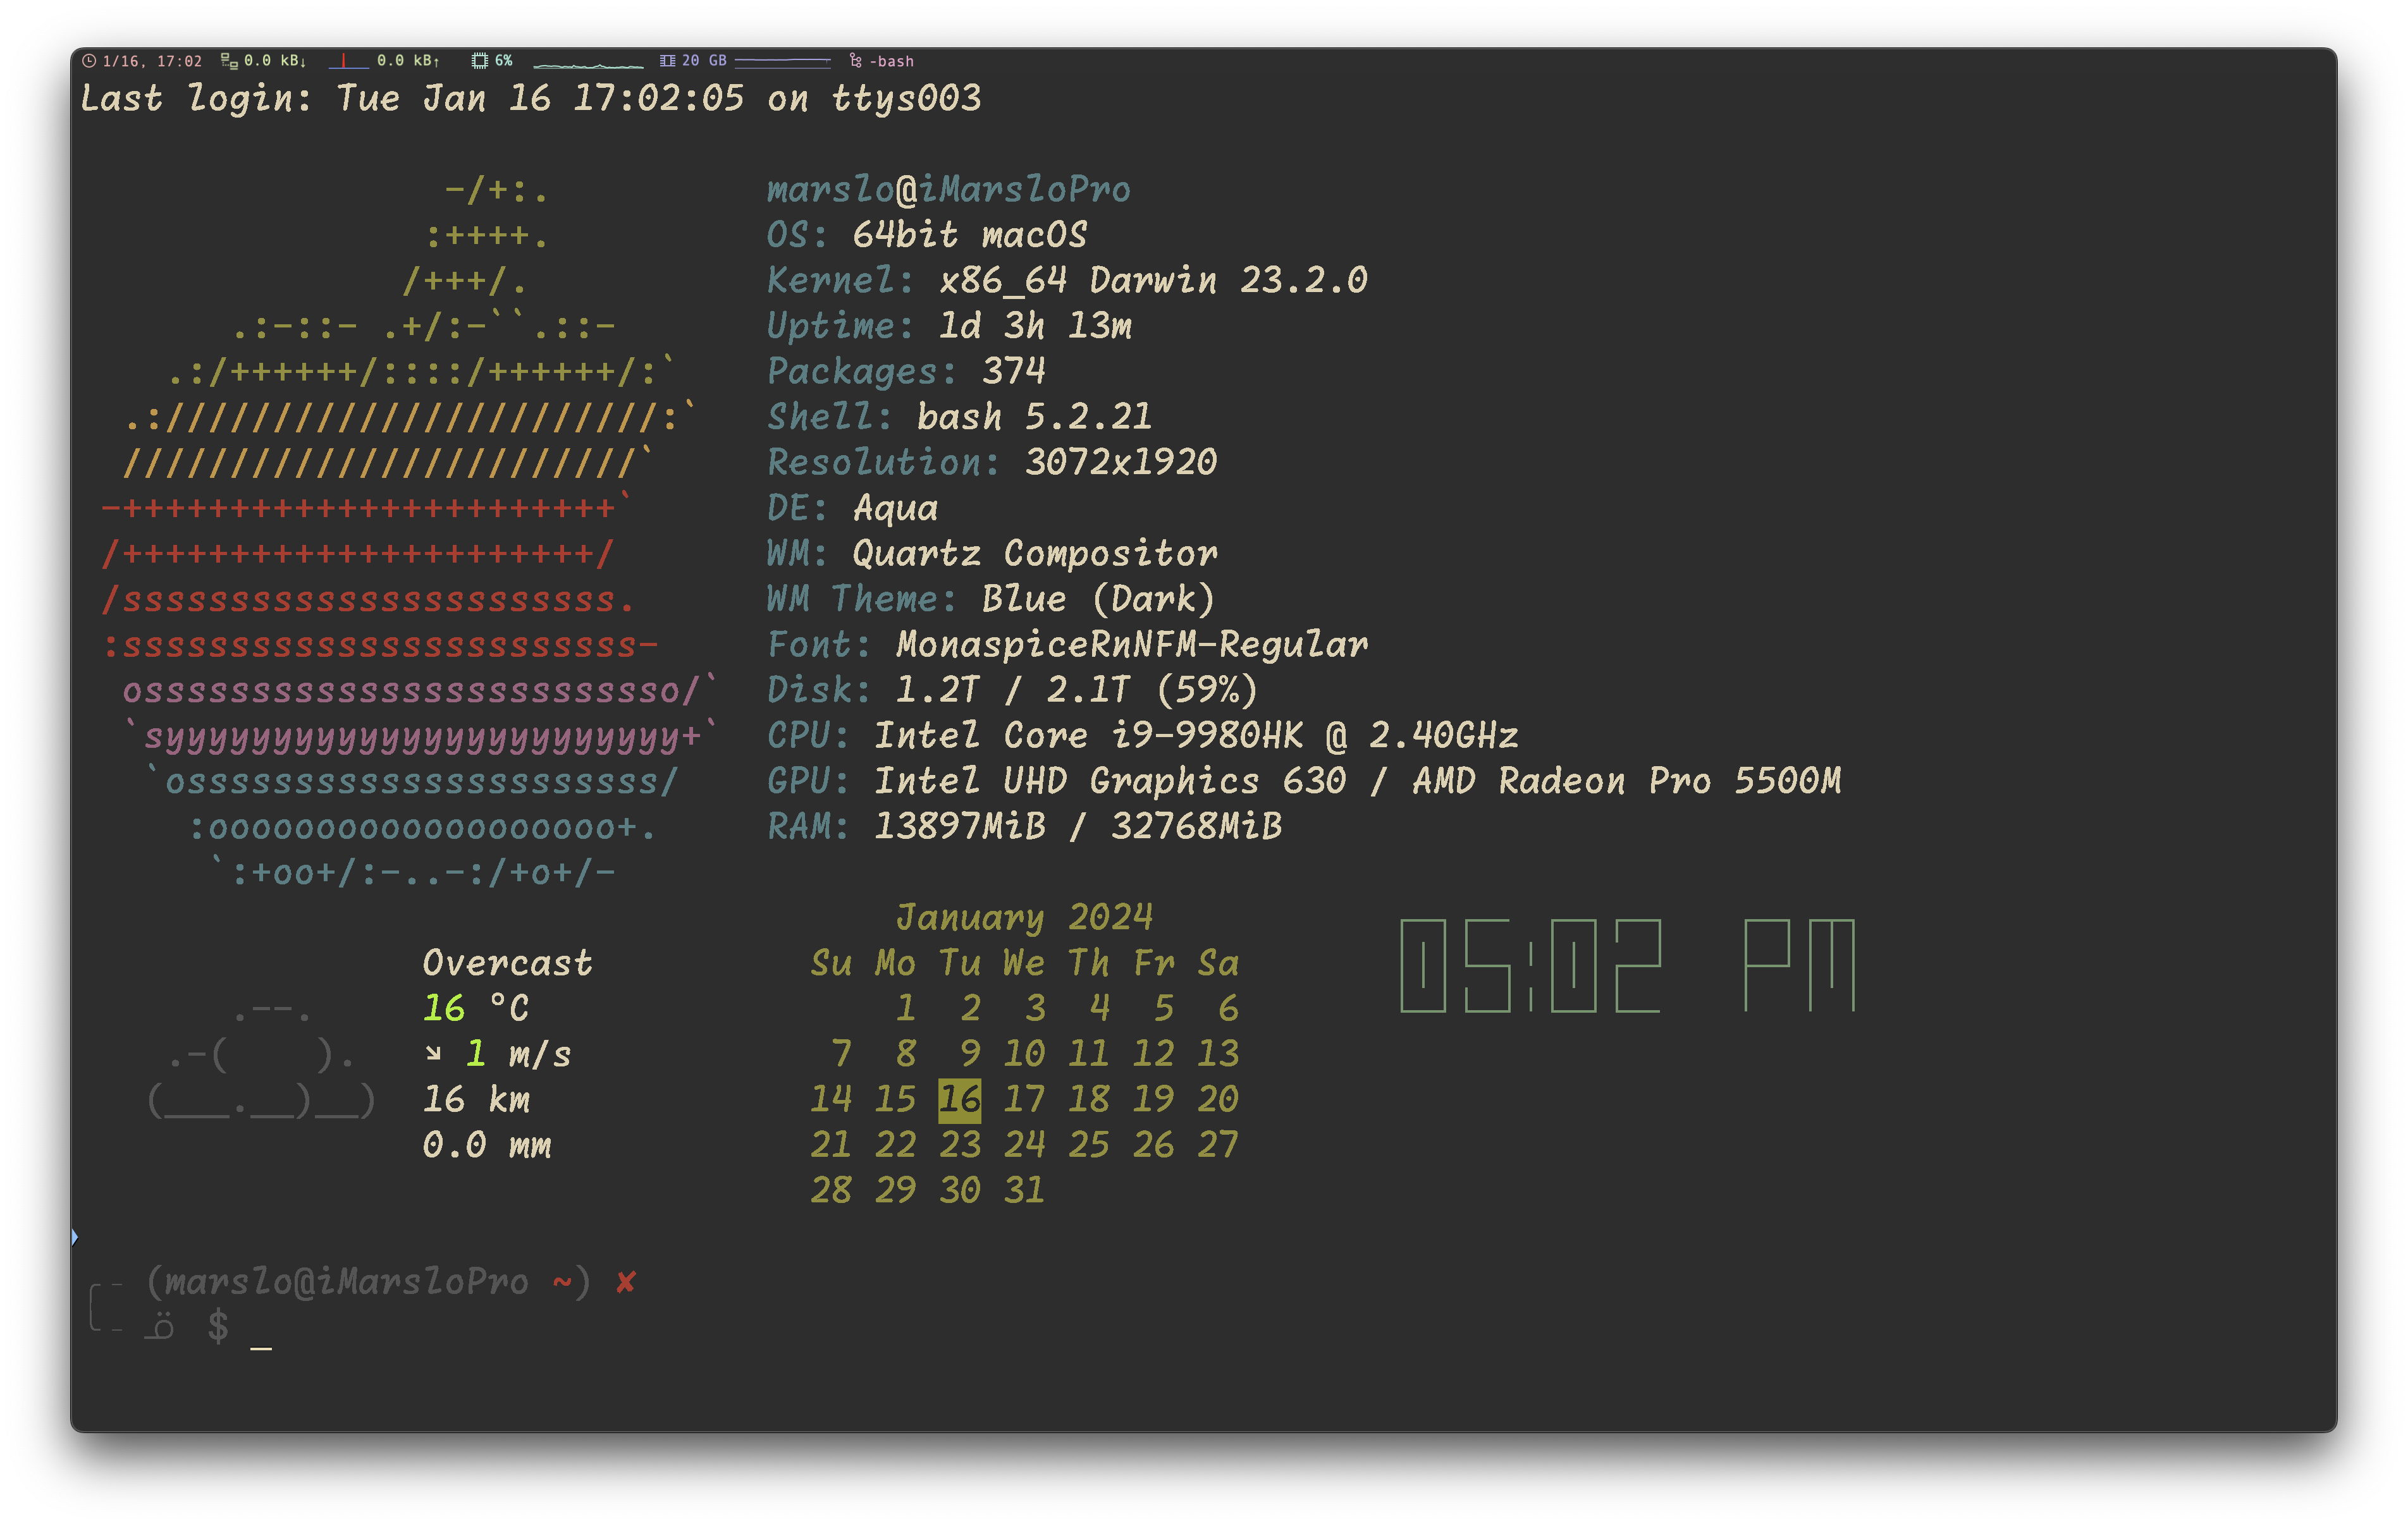 1/16, 17:02 0.0 kB↓ 0.0 kB↑ 6% 20 GB -bash
Last login: Tue Jan 16 17:02:05 on ttys003
marslo@iMarsloPro
OS: 64bit macOS
Kernel: x86_64 Darwin 23.2.0
Uptime: 1d 3h 13m
Packages: 374
Shell: bash 5.2.21
Resolution: 3072x1920
DE: Aqua
WM: Quartz Compositor
WM Theme: Blue (Dark)
Font: MonaspiceRnNFM-Regular
Disk: 1.2T / 2.1T (59%)
CPU: Intel Core i9-9980HK @ 2.40GHz
GPU: Intel UHD Graphics 630 / AMD Radeon Pro 5500M
RAM: 13897MiB / 32768MiB
Overcast
16 °C
↘ 1 m/s
16 km
0.0 mm
January 2024
Su Mo Tu We Th Fr Sa
1 2 3 4 5 6
7 8 9 10 11 12 13
14 15 16 17 18 19 20
21 22 23 24 25 26 27
28 29 30 31
05:02 PM
(marslo@iMarsloPro ~) ✘
$ _